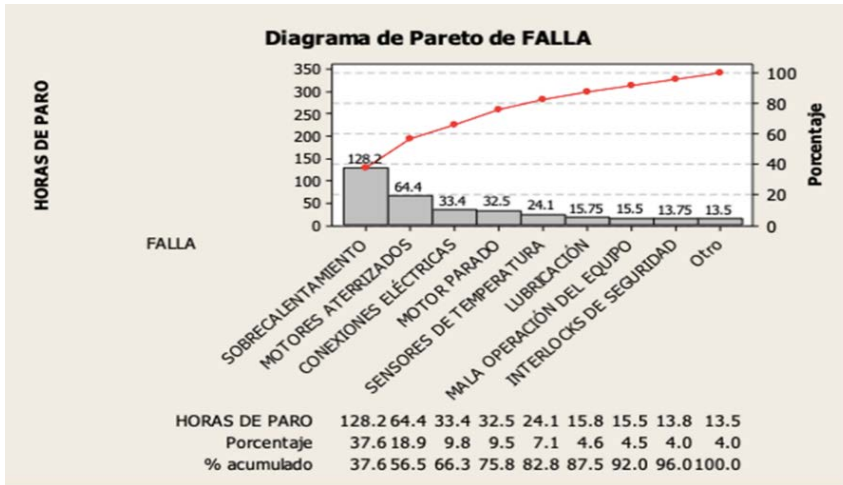 Diagrama de Pareto de FALLA
HORAS DE PARO
350
300
250
200
150
100
50
0
128.2
64.4
33.4
32.5
24.1
15.75
15.5
13.75
13.5
100
80
60
40
20
0
Porcentaje
FALLA
SOBRECALENTAMIENTO
MOTORES ATERRIZADOS
CONEXIONES ELÉCTRICAS
MOTOR PARADO
SENSORES DE TEMPERATURA
LUBRICACIÓN
MALA OPERACIÓN DEL EQUIPO
INTERLOCKS DE SEGURIDAD
Otro
HORAS DE PARO 128.2 64.4 33.4 32.5 24.1 15.8 15.5 13.8 13.5
Porcentaje 37.6 18.9 9.8 9.5 7.1 4.6 4.5 4.0 4.0
% acumulado 37.6 56.5 66.3 75.8 82.8 87.5 92.0 96.0 100.0